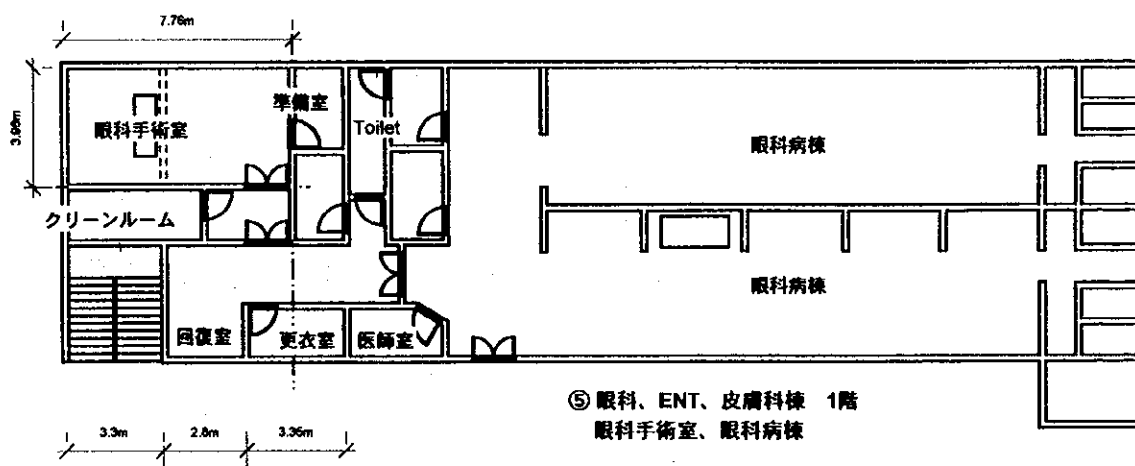 7.76m
3.96m
準備室
眼科手術室
Toilet
眼科病棟
クリーンルーム
眼科病棟
回復室
更衣室
医師室
⑤ 眼科、ENT、皮膚科棟 1階
眼科手術室、眼科病棟
3.3m
2.8m
3.35m